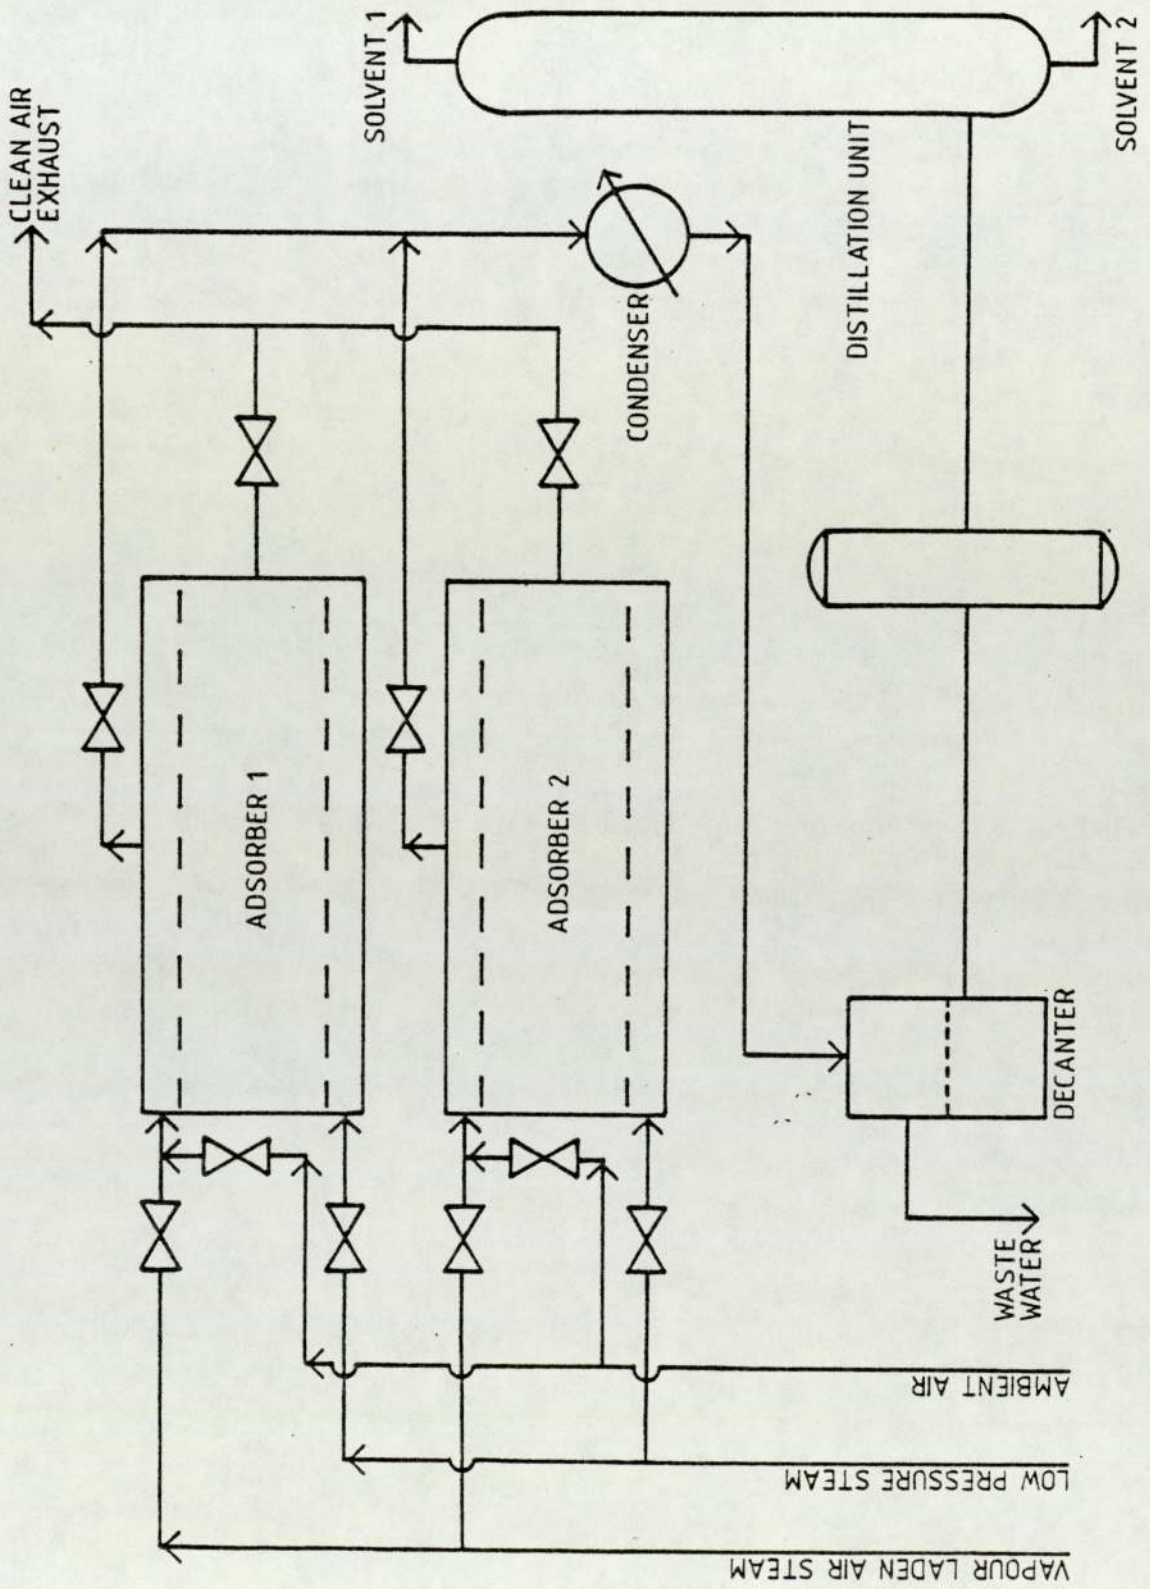 CLEAN AIR
EXHAUST
SOLVENT 1
SOLVENT 2
DISTILLATION UNIT
CONDENSER
ADSORBER 1
ADSORBER 2
DECANTER
WASTE
WATER
AMBIENT AIR
LOW PRESSURE STEAM
VAPOUR LADEN AIR STEAM